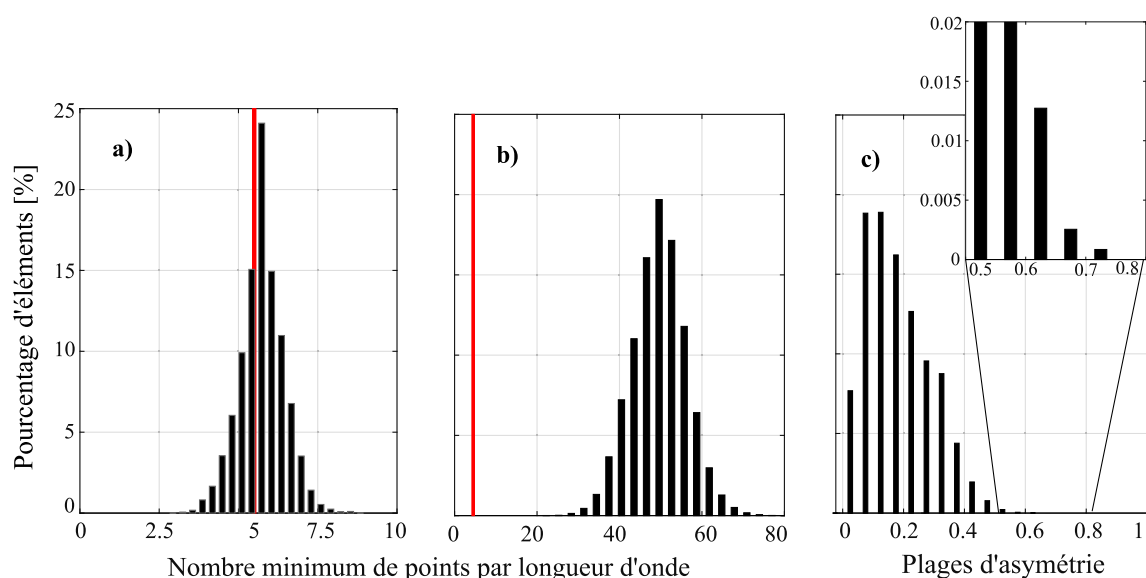 0.02
0.015
0.01
0.005
0
0.5 0.6 0.7 0.8
25
20
15
10
5
0
Pourcentage d'éléments [%]
a)
b)
c)
0 2.5 5 7.5 10
0 20 40 60 80
0 0.2 0.4 0.6 0.8 1
Nombre minimum de points par longueur d'onde
Plages d'asymétrie